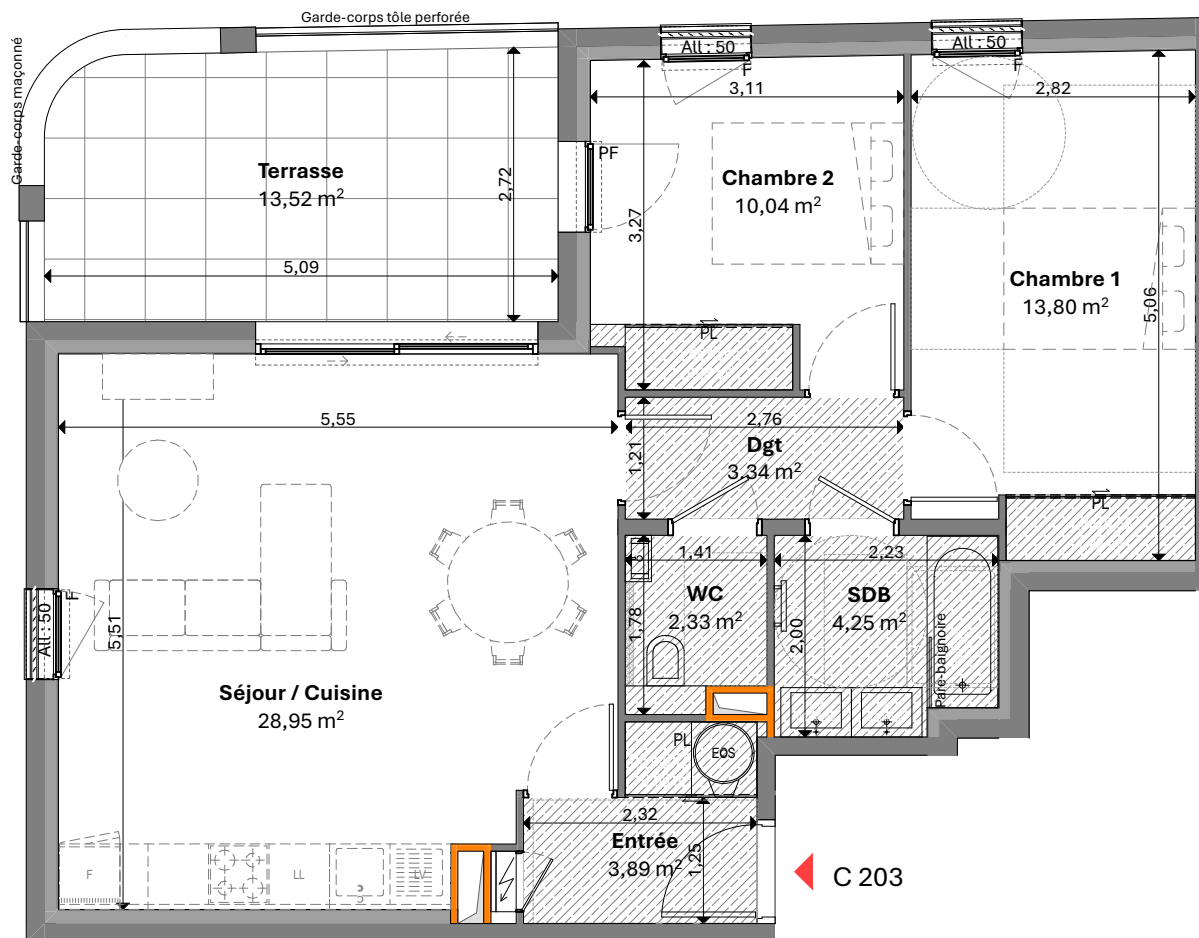 Garde-corps tôle perforée
Garde-corps maçonné
All : 50
F
All : 50
F
3,11
2,82
PF
Terrasse
13,52 m²
2,72
5,09
Chambre 2
10,04 m²
3,27
Chambre 1
13,80 m²
5,06
PL
PL
5,55
2,76
Dgt
3,34 m²
1,21
All : 50
F
5,51
1,41
WC
2,33 m²
1,78
2,23
SDB
4,25 m²
2,00
Pare-baignoire
Séjour / Cuisine
28,95 m²
PL
EOS
2,32
Entrée
3,89 m²
1,25
F
LL
LV
C 203